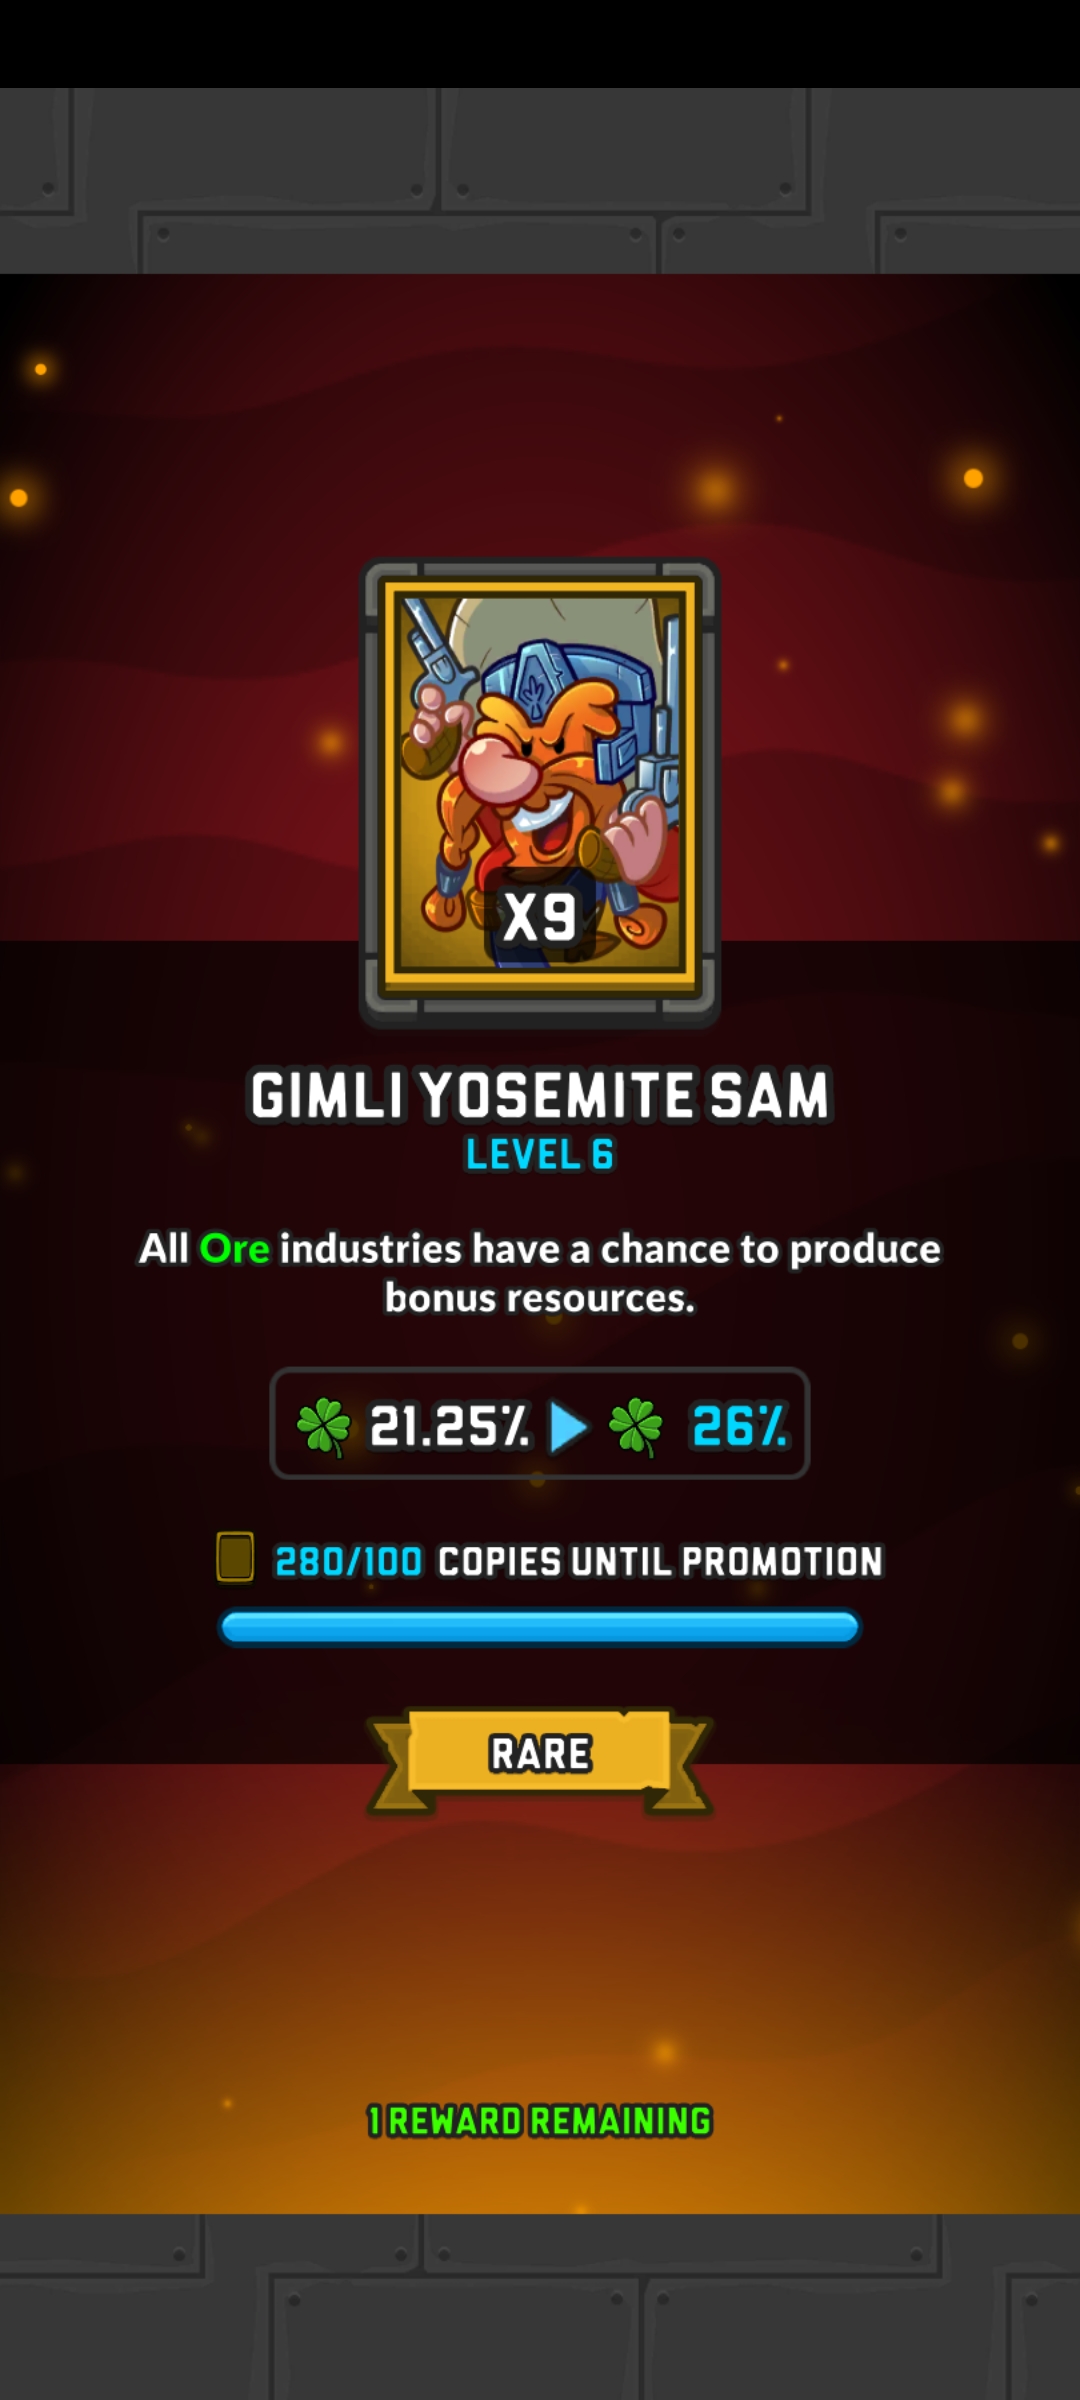 X9
GIMLI YOSEMITE SAM
LEVEL 6
All Ore industries have a chance to produce
bonus resources.
21.25% 26%
280/100 COPIES UNTIL PROMOTION
RARE
1 REWARD REMAINING